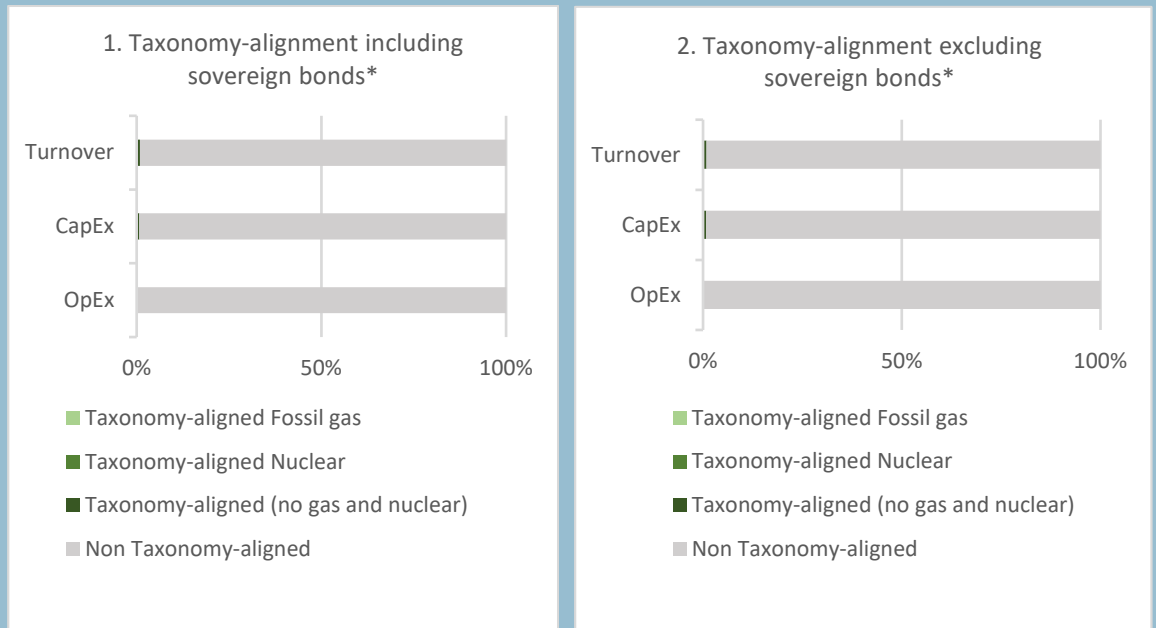 1. Taxonomy-alignment including
sovereign bonds*
Turnover
CapEx
OpEx
0%
50%
100%
Taxonomy-aligned Fossil gas
Taxonomy-aligned Nuclear
Taxonomy-aligned (no gas and nuclear)
Non Taxonomy-aligned
2. Taxonomy-alignment excluding
sovereign bonds*
Turnover
CapEx
OpEx
0%
50%
100%
Taxonomy-aligned Fossil gas
Taxonomy-aligned Nuclear
Taxonomy-aligned (no gas and nuclear)
Non Taxonomy-aligned